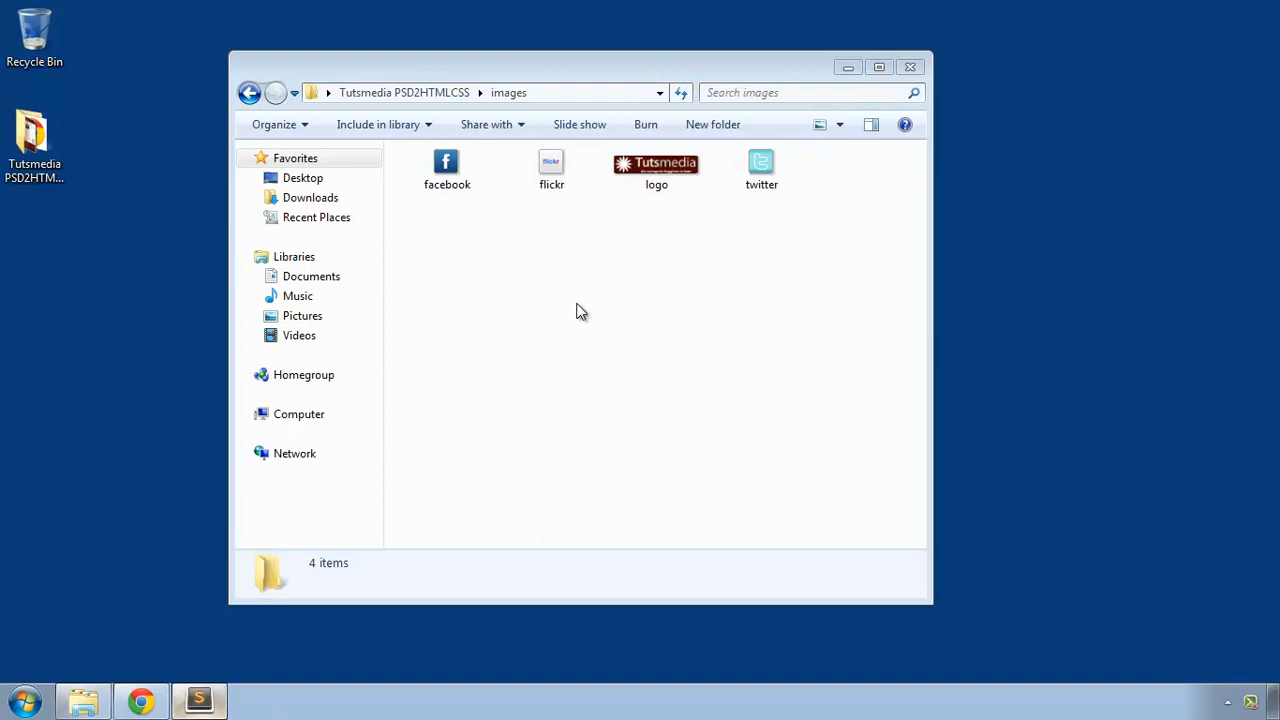 Recycle Bin
Tutsmedia
PSD2HTM...
Tutsmedia PSD2HTMLCSS images
Search images
Organize Include in library Share with Slide show Burn New folder
Favorites
Desktop
Downloads
Recent Places
Libraries
Documents
Music
Pictures
Videos
Homegroup
Computer
Network
f
facebook
flickr
flickr
Tutsmedia
logo
t
twitter
4 items
S